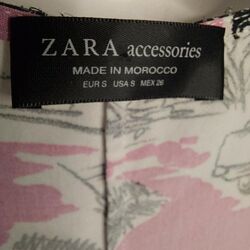 ZARA accessories
MADE IN MOROCCO
EUR S USA S MEX 26